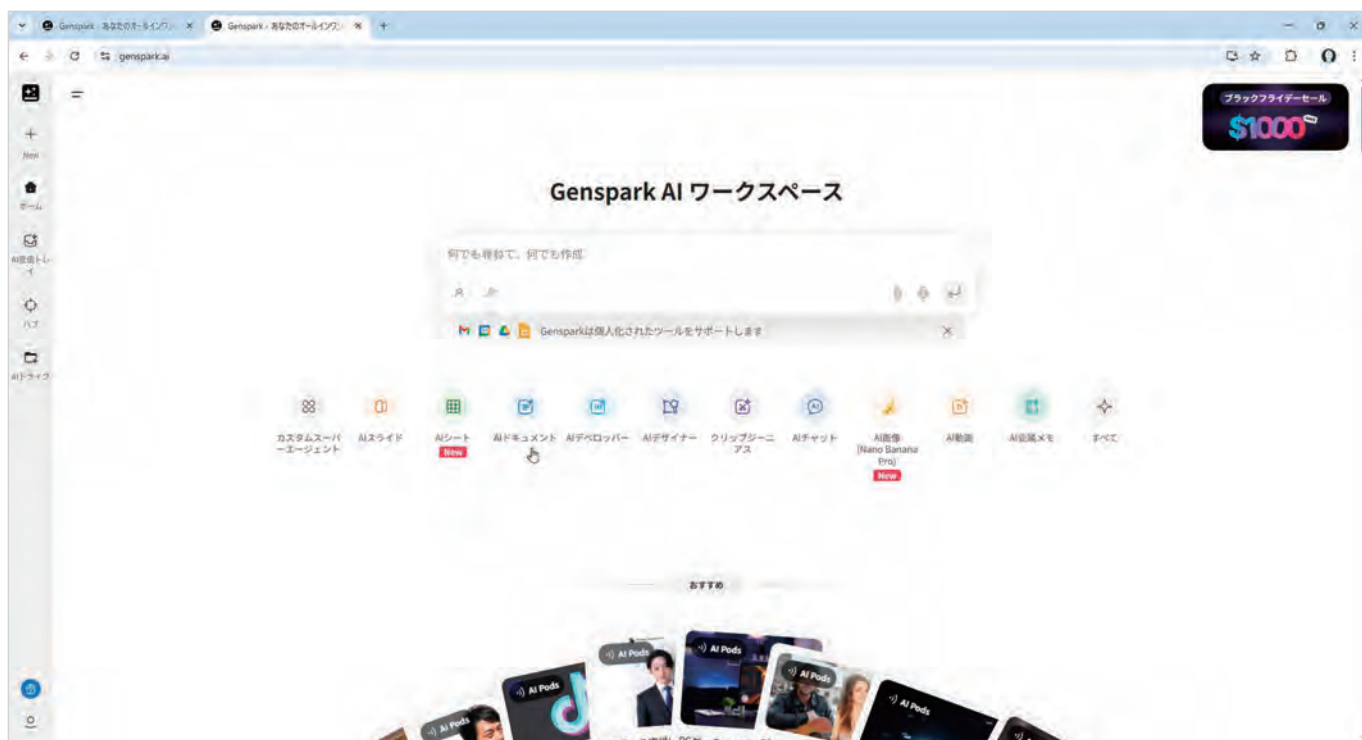 Genspark - あなたのオールインワン
Genspark - あなたのオールインワン
genspark.ai
ブラックフライデーセール
$1000
New
ホーム
AI受信トレイ
ハブ
AIドライブ
Genspark AI ワークスペース
何でも尋ねて、何でも作成
Gensparkは個人化されたツールをサポートします
カスタムスーパーエージェント
AIスライド
AIシート
New
AIドキュメント
AIデベロッパー
AIデザイナー
クリップジーニアス
AIチャット
AI画像
(Nano Banana
Pro)
New
AI動画
AI会議メモ
すべて
おすすめ
AI Pods
AI Pods
AI Pods
AI Pods
AI Pods
AI Pods